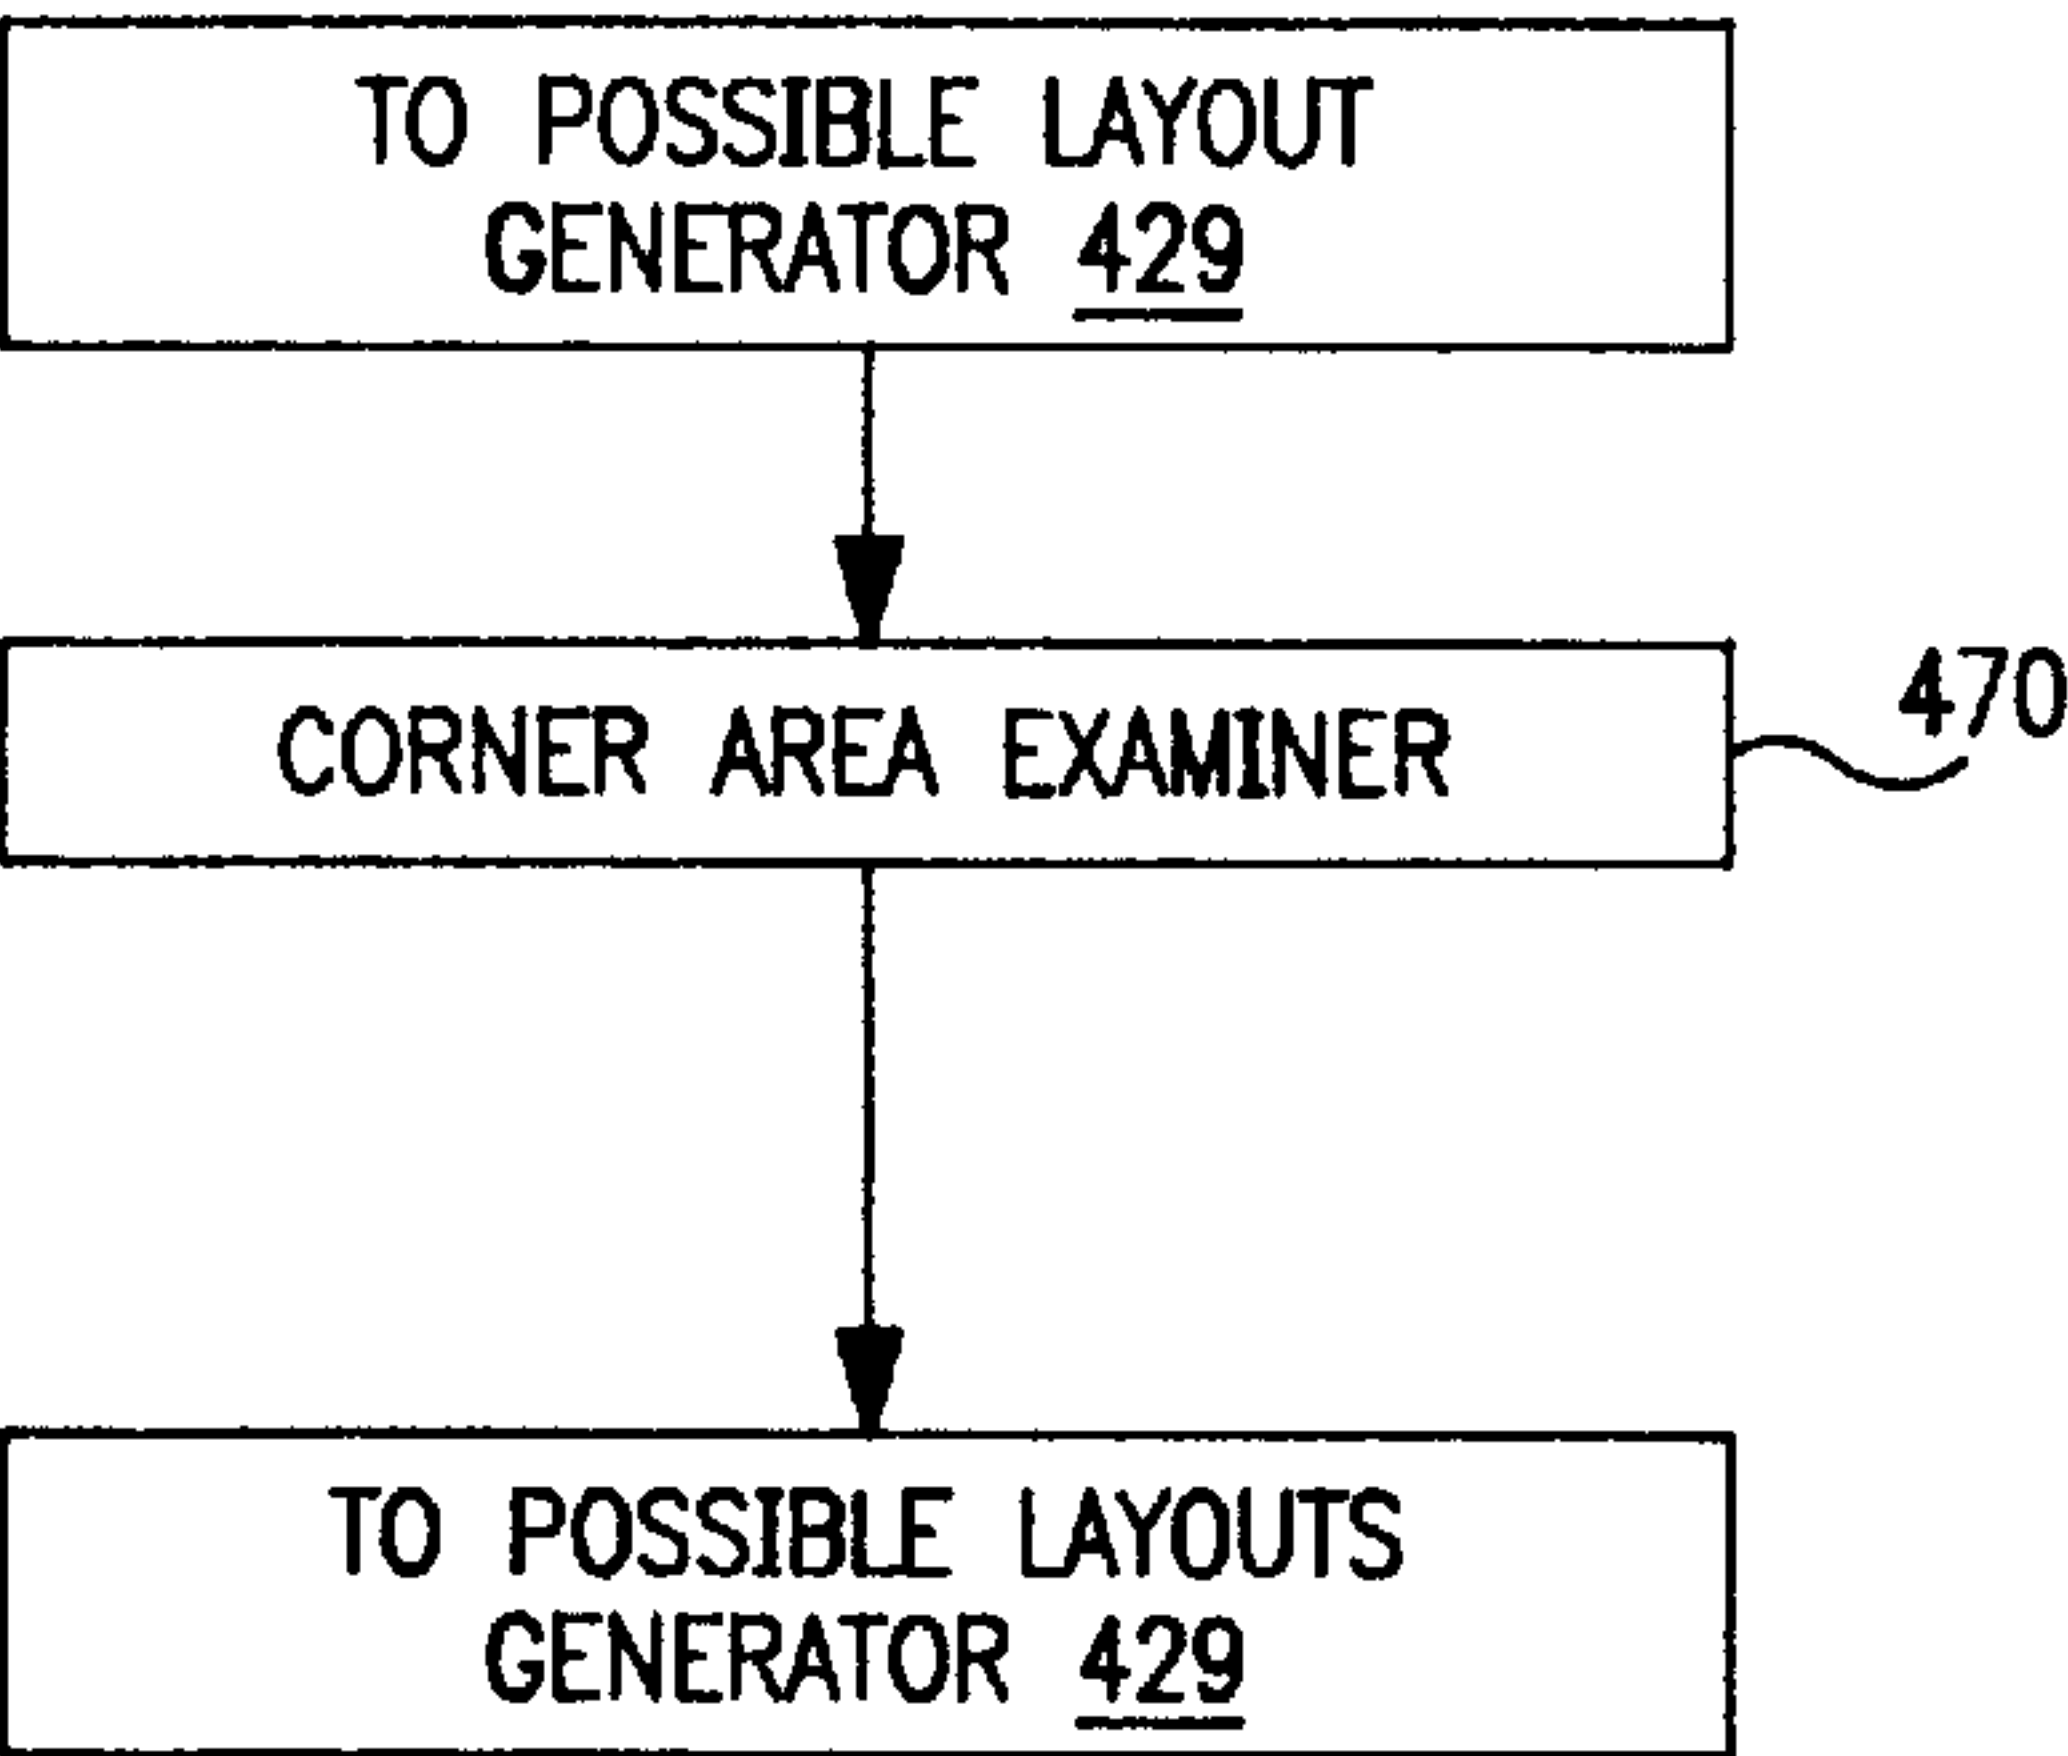 TO POSSIBLE LAYOUT
GENERATOR 429
CORNER AREA EXAMINER
470
TO POSSIBLE LAYOUTS
GENERATOR 429